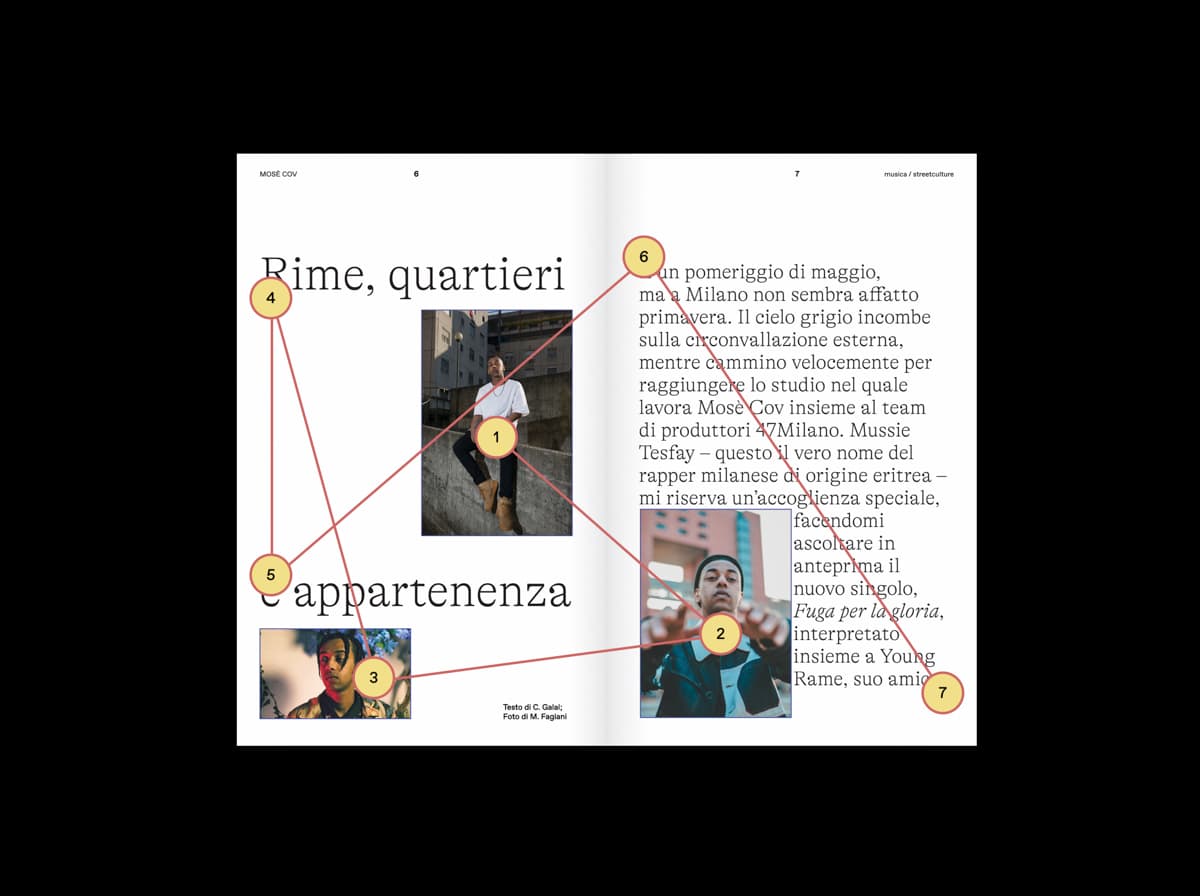 MOSÈ COV
6
Rime, quartieri
4
1
5
e appartenenza
3
Testo di C. Galal;
Foto di M. Fagiani
7
musica / streetculture
6
un pomeriggio di maggio,
ma a Milano non sembra affatto
primavera. Il cielo grigio incombe
sulla circonvallazione esterna,
mentre cammino velocemente per
raggiungere lo studio nel quale
lavora Mosè Cov insieme al team
di produttori 47Milano. Mussie
Tesfay – questo il vero nome del
rapper milanese di origine eritrea –
mi riserva un’accoglienza speciale,
facendomi
ascoltare in
anteprima il
nuovo singolo,
Fuga per la gloria,
interpretato
insieme a Young
Rame, suo amic
2
7